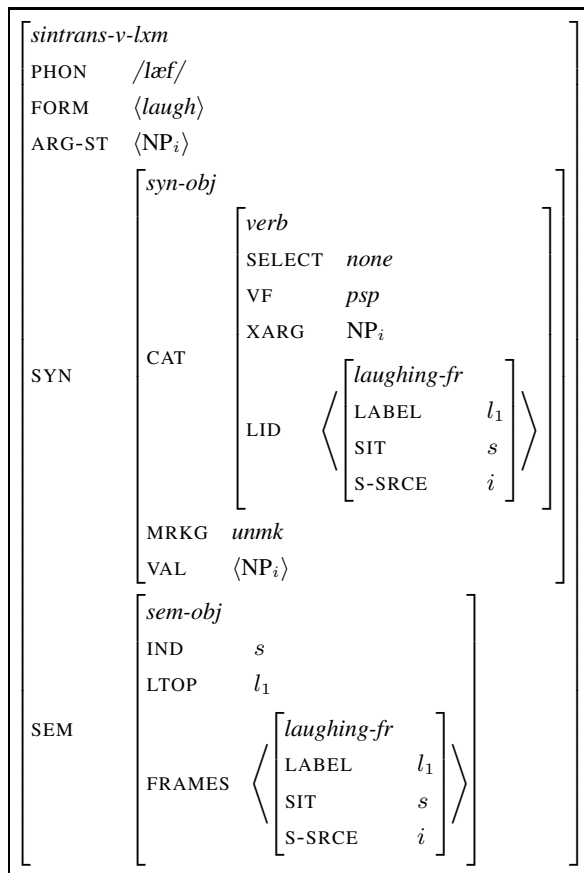 sintrans-v-lxm
PHON /læf/
FORM ⟨laugh⟩
ARG-ST ⟨NPᵢ⟩
syn-obj
verb
SELECT none
VF psp
XARG NPᵢ
CAT
laughing-fr
LABEL l₁
LID
SIT s
S-SRCE i
SYN
MRKG unmk
VAL ⟨NPᵢ⟩
sem-obj
IND s
LTOP l₁
SEM
laughing-fr
LABEL l₁
FRAMES
SIT s
S-SRCE i